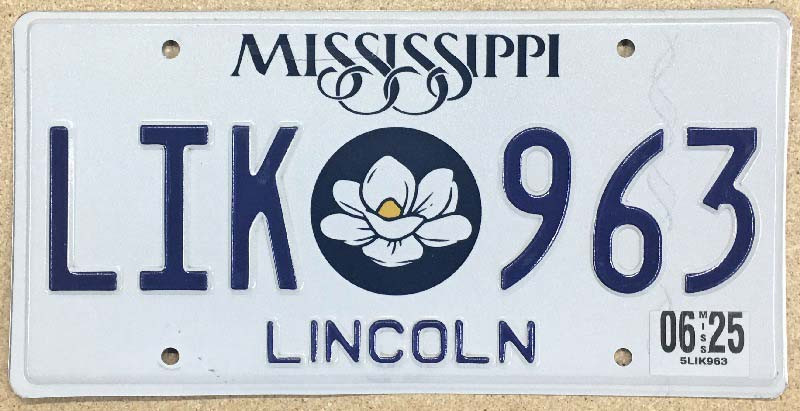 MISSISSIPPI
LIK 963
LINCOLN
06 MISS 25
5LIK963